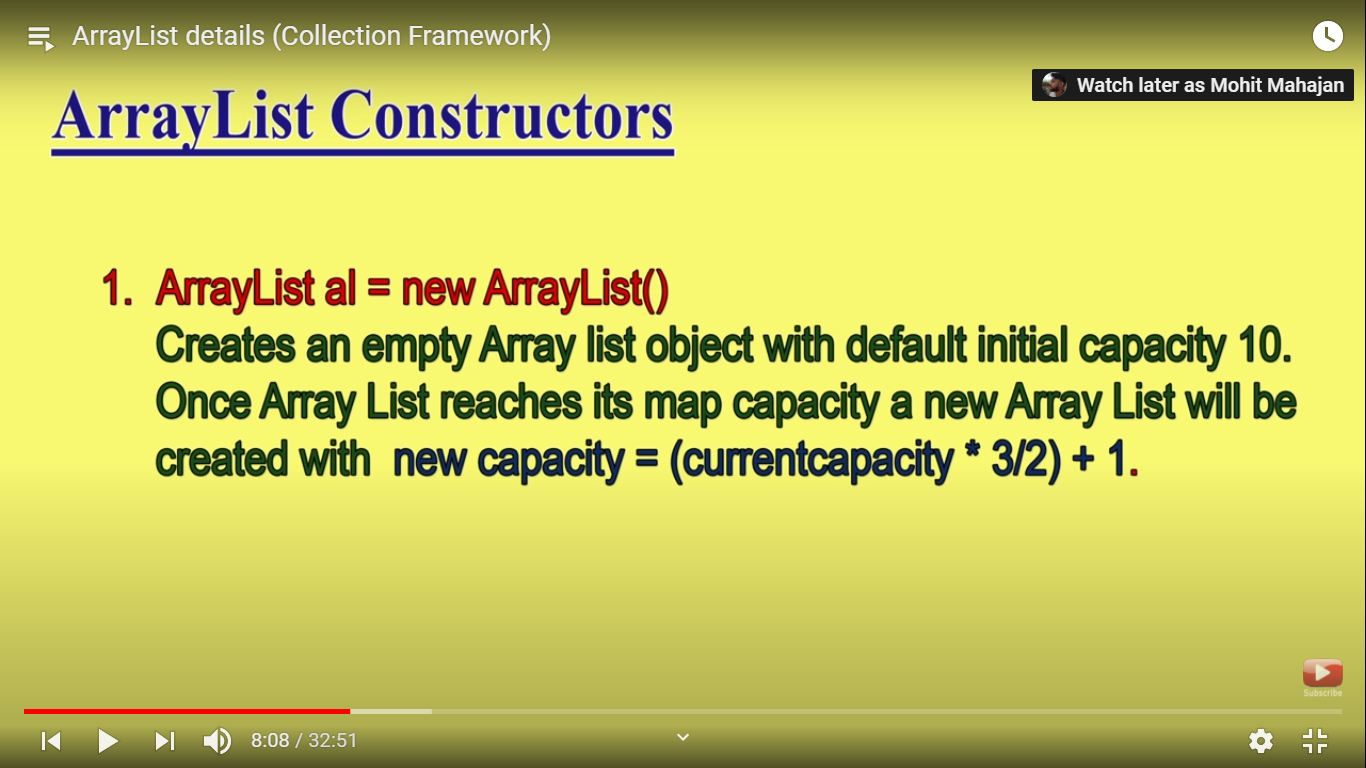 ArrayList details (Collection Framework)
Watch later as Mohit Mahajan
ArrayList Constructors
1. ArrayList al = new ArrayList()
Creates an empty Array list object with default initial capacity 10.
Once Array List reaches its map capacity a new Array List will be
created with new capacity = (currentcapacity * 3/2) + 1.
Subscribe
8:08 / 32:51